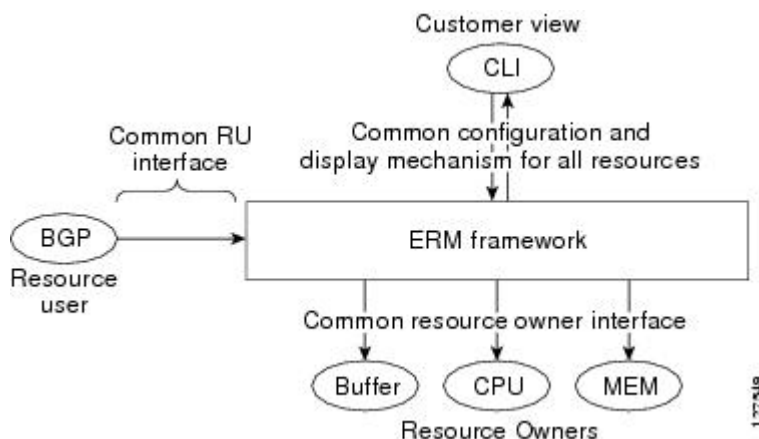 Customer view
CLI
Common RU
interface
Common configuration and
display mechanism for all resources
BGP
Resource
user
ERM framework
Common resource owner interface
Buffer
CPU
MEM
Resource Owners